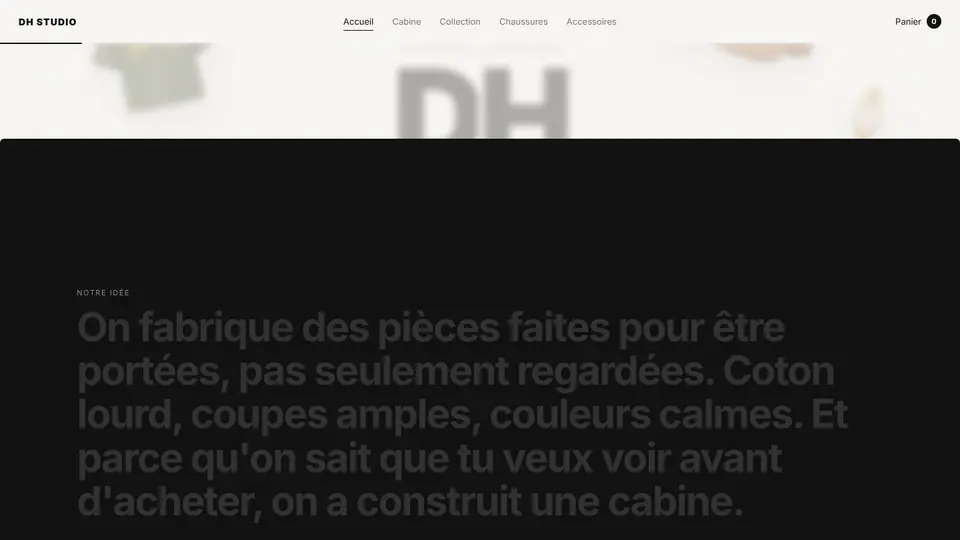 DH STUDIO
Accueil Cabine Collection Chaussures Accessoires
Panier 0
DH
NOTRE IDÉE
On fabrique des pièces faites pour être
portées, pas seulement regardées. Coton
lourd, coupes amples, couleurs calmes. Et
parce qu'on sait que tu veux voir avant
d'acheter, on a construit une cabine.